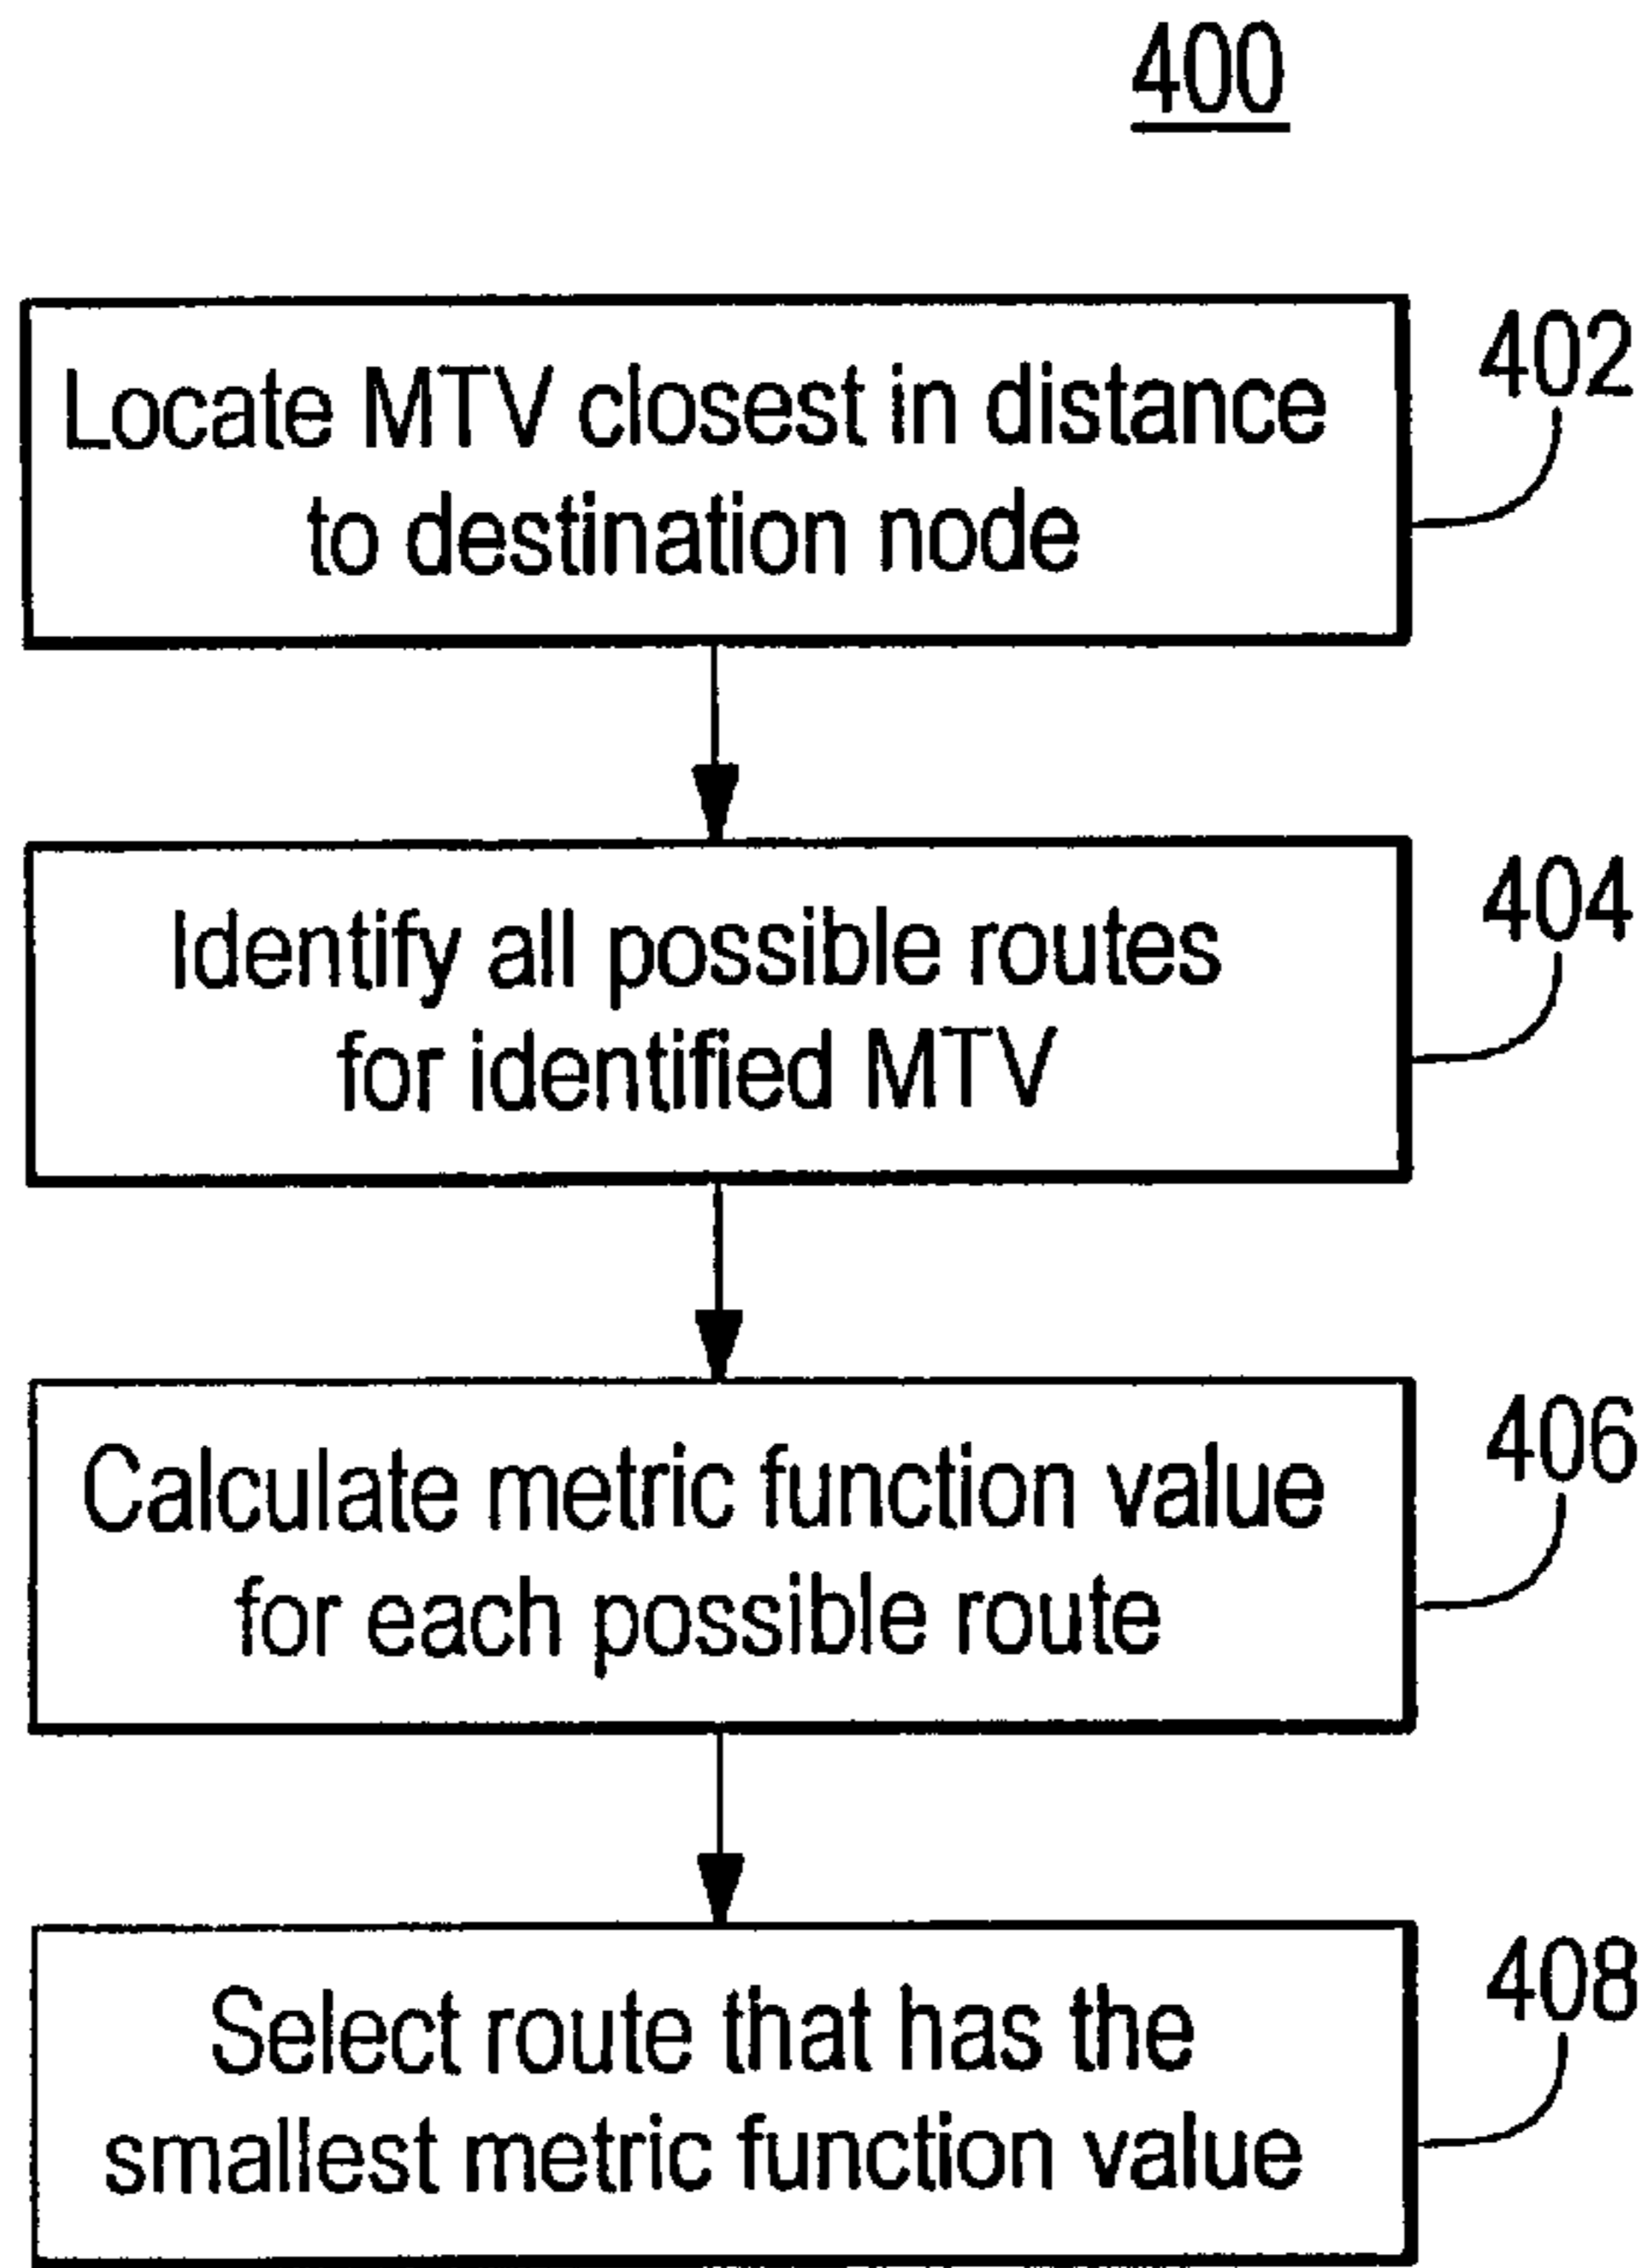 400
Locate MTV closest in distance
to destination node
402
Identify all possible routes
for identified MTV
404
Calculate metric function value
for each possible route
406
Select route that has the
smallest metric function value
408